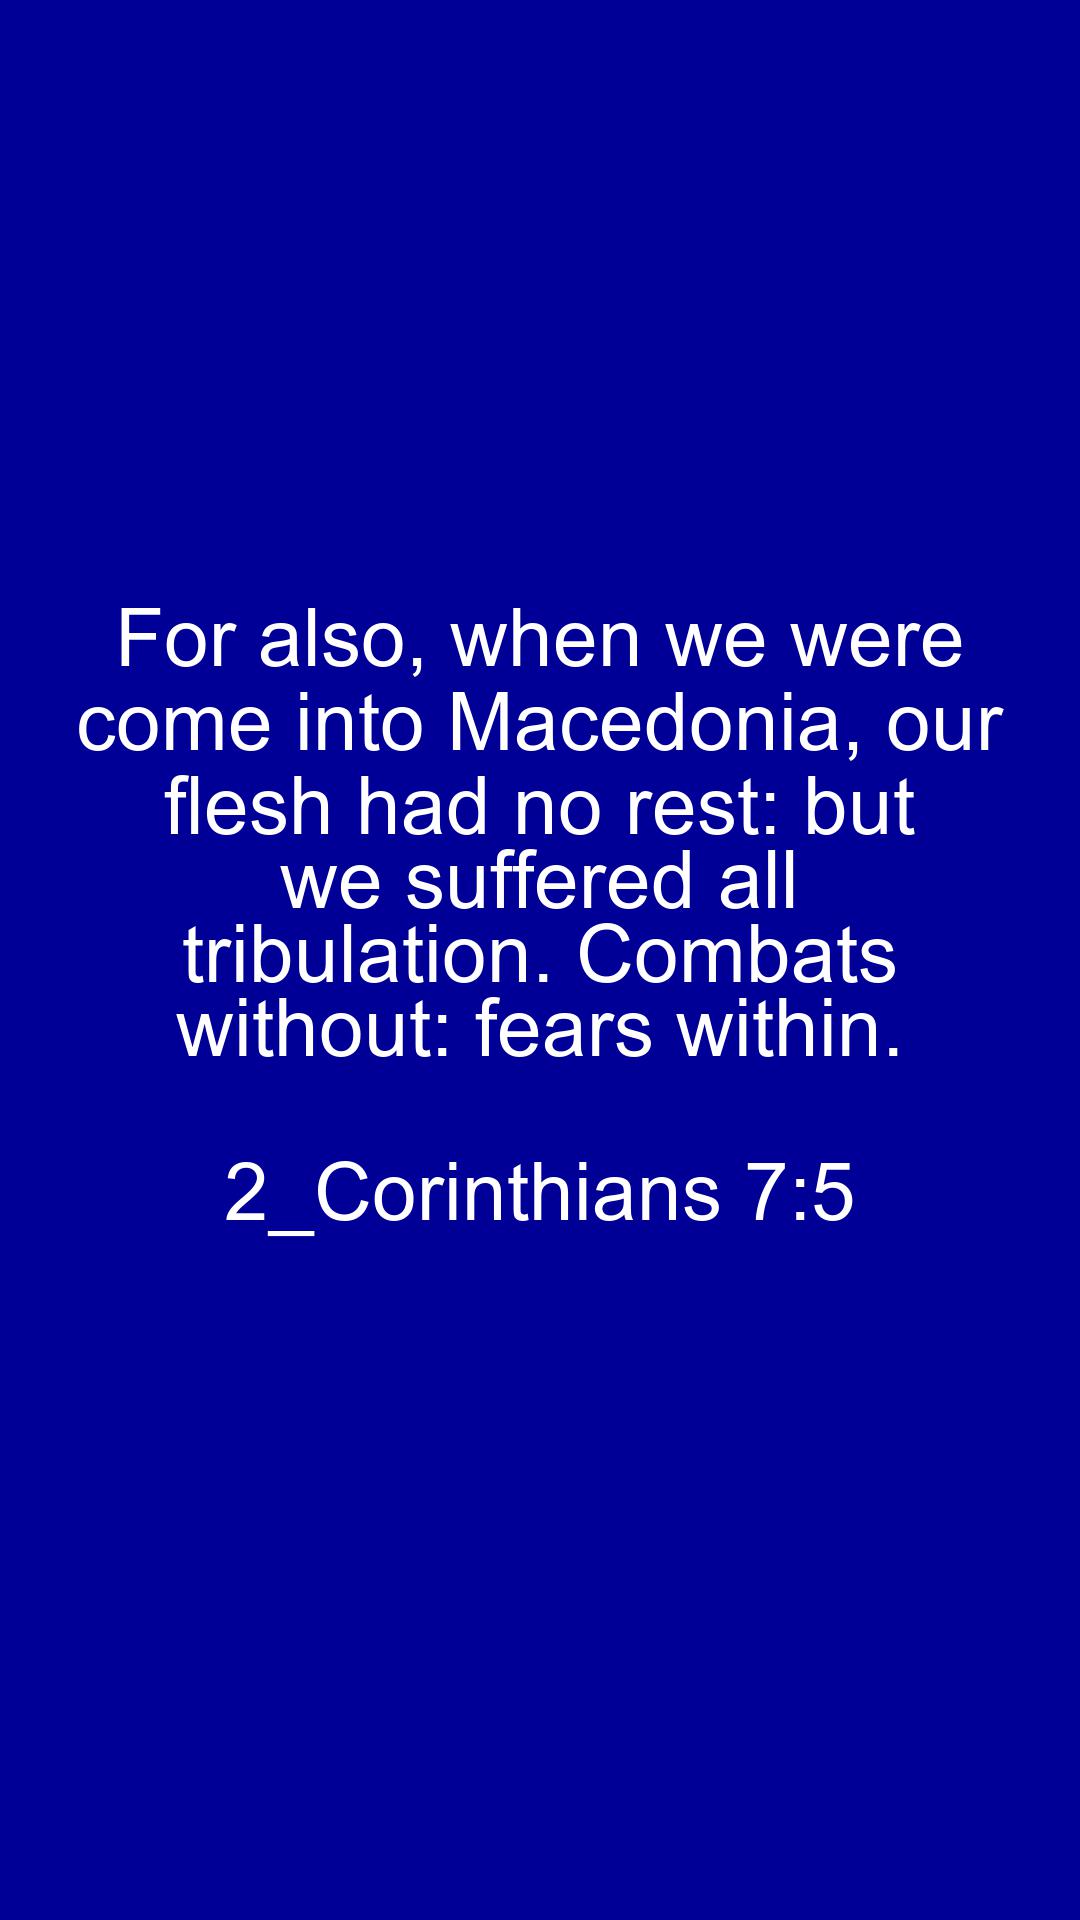 For also, when we were
come into Macedonia, our
flesh had no rest: but
we suffered all
tribulation. Combats
without: fears within.
2_Corinthians 7:5